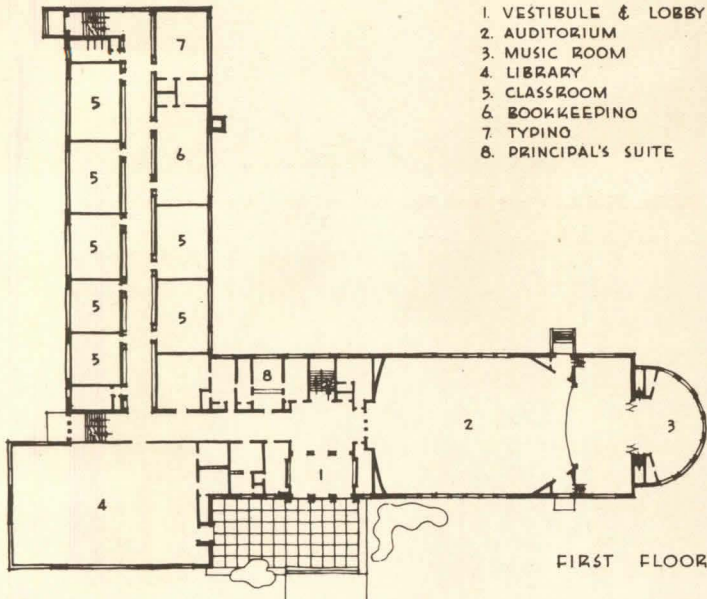 1. VESTIBULE & LOBBY
2. AUDITORIUM
3. MUSIC ROOM
4. LIBRARY
5. CLASSROOM
6. BOOKKEEPING
7. TYPING
8. PRINCIPAL'S SUITE
7
5
6
5
5
5
5
5
5
8
2
3
1
4
FIRST FLOOR